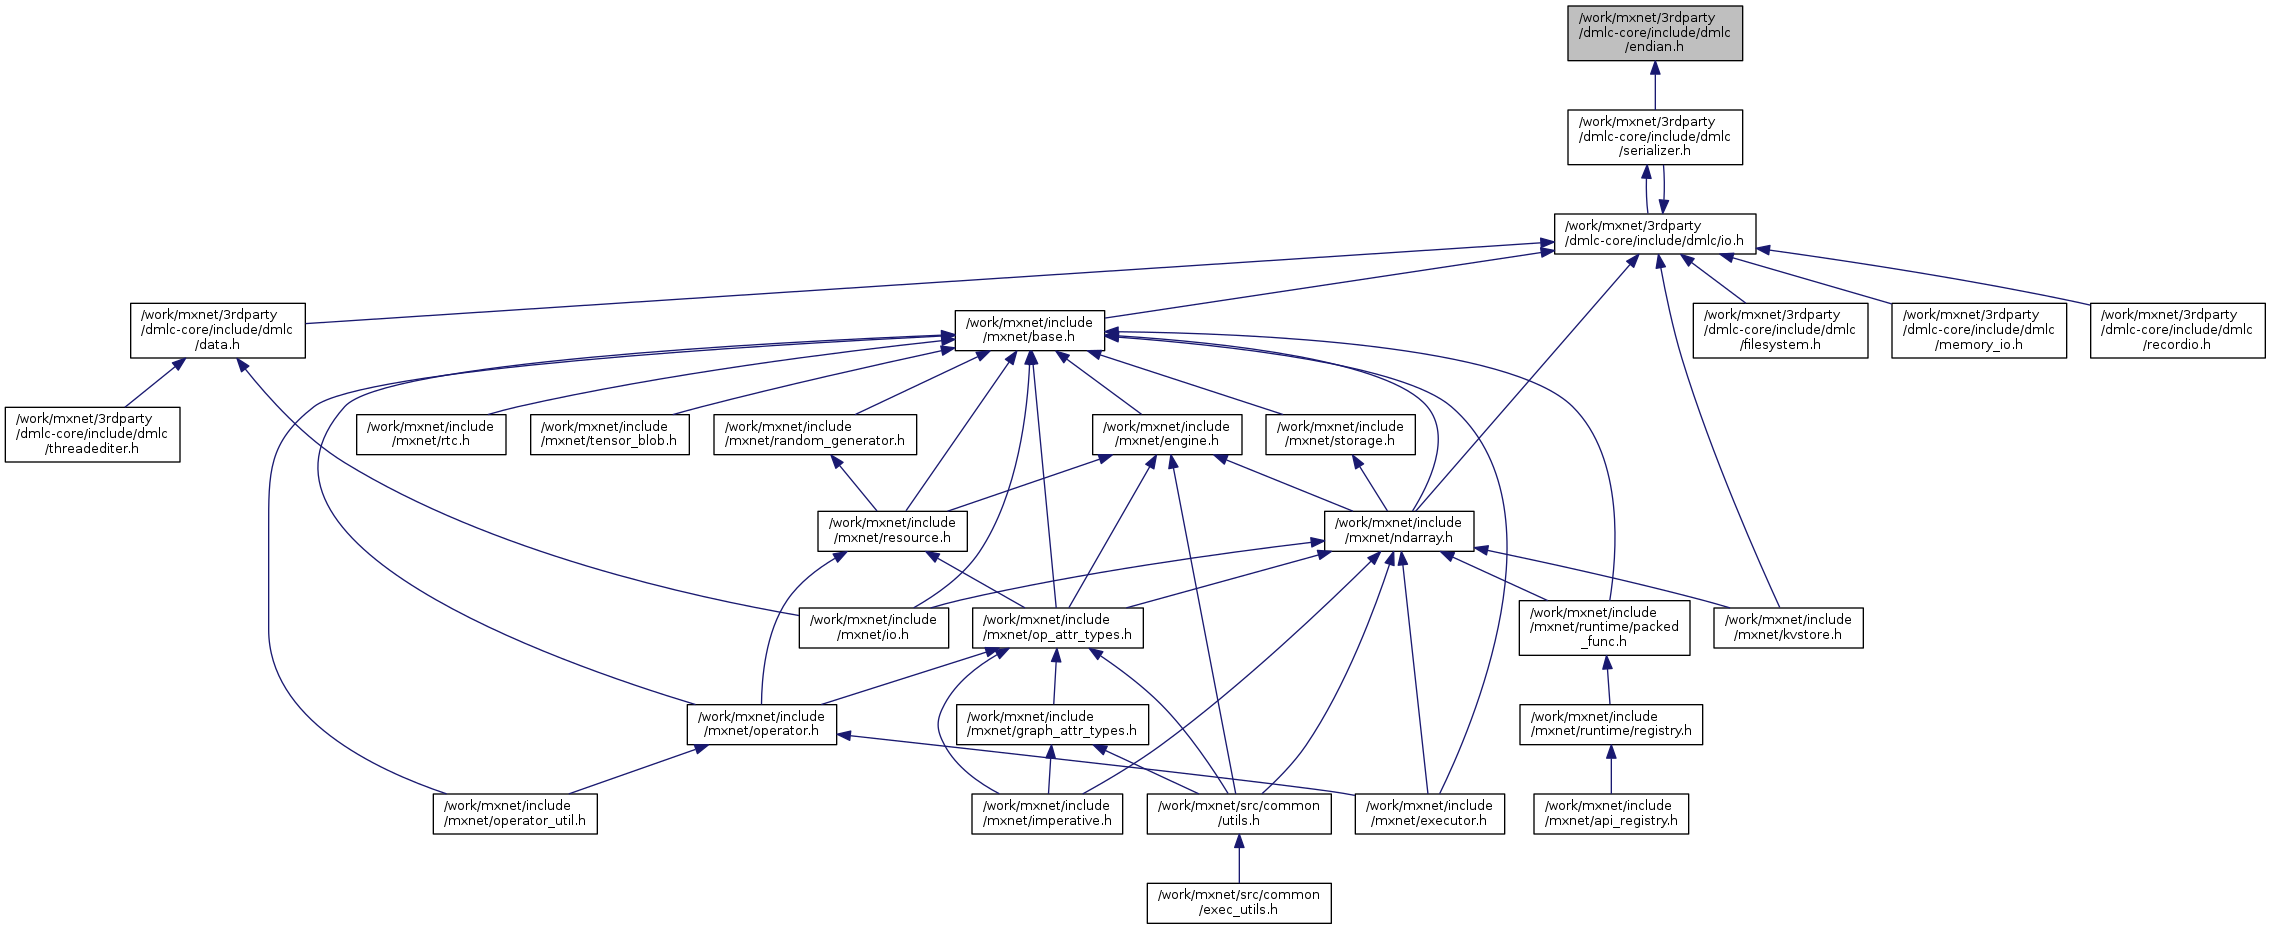 /work/mxnet/3rdparty
/dmlc-core/include/dmlc
/endian.h
/work/mxnet/3rdparty
/dmlc-core/include/dmlc
/serializer.h
/work/mxnet/3rdparty
/dmlc-core/include/dmlc/io.h
/work/mxnet/3rdparty
/dmlc-core/include/dmlc
/data.h
/work/mxnet/include
/mxnet/base.h
/work/mxnet/3rdparty
/dmlc-core/include/dmlc
/filesystem.h
/work/mxnet/3rdparty
/dmlc-core/include/dmlc
/memory_io.h
/work/mxnet/3rdparty
/dmlc-core/include/dmlc
/recordio.h
/work/mxnet/3rdparty
/dmlc-core/include/dmlc
/threadediter.h
/work/mxnet/include
/mxnet/rtc.h
/work/mxnet/include
/mxnet/tensor_blob.h
/work/mxnet/include
/mxnet/random_generator.h
/work/mxnet/include
/mxnet/engine.h
/work/mxnet/include
/mxnet/storage.h
/work/mxnet/include
/mxnet/resource.h
/work/mxnet/include
/mxnet/ndarray.h
/work/mxnet/include
/mxnet/io.h
/work/mxnet/include
/mxnet/op_attr_types.h
/work/mxnet/include
/mxnet/runtime/packed
_func.h
/work/mxnet/include
/mxnet/kvstore.h
/work/mxnet/include
/mxnet/operator.h
/work/mxnet/include
/mxnet/graph_attr_types.h
/work/mxnet/include
/mxnet/runtime/registry.h
/work/mxnet/include
/mxnet/operator_util.h
/work/mxnet/include
/mxnet/imperative.h
/work/mxnet/src/common
/utils.h
/work/mxnet/include
/mxnet/executor.h
/work/mxnet/include
/mxnet/api_registry.h
/work/mxnet/src/common
/exec_utils.h